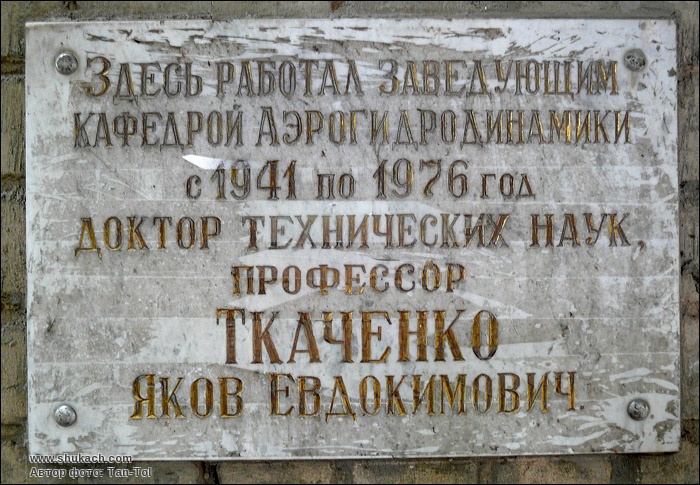 Здесь работал заведующим
кафедрой Аэрогидродинамики
с 1941 по 1976 год
доктор технических наук,
профессор
Ткаченко
Яков Евдокимович
www.shukach.com
Автор фото: Tan-Tol